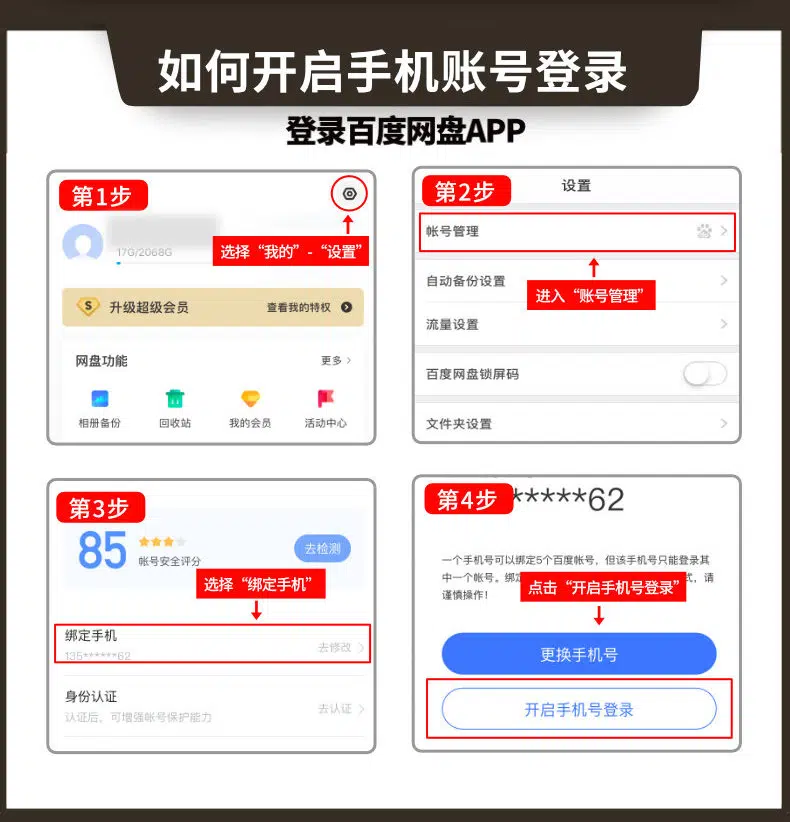 如何开启手机账号登录
登录百度网盘APP
第1步
17G/2068G
选择“我的”-“设置”
升级超级会员
查看我的特权
网盘功能
更多
相册备份
回收站
我的会员
活动中心
第2步
设置
帐号管理
进入“账号管理”
自动备份设置
流量设置
百度网盘锁屏码
文件夹设置
第3步
85
帐号安全评分
去检测
选择“绑定手机”
绑定手机
135******62
去修改
身份认证
认证后，可增强帐号保护能力
去认证
第4步
*****62
一个手机号可以绑定5个百度帐号，但该手机号只能登录其
中一个帐号。绑
式，请
谨慎操作！
点击“开启手机号登录”
更换手机号
开启手机号登录